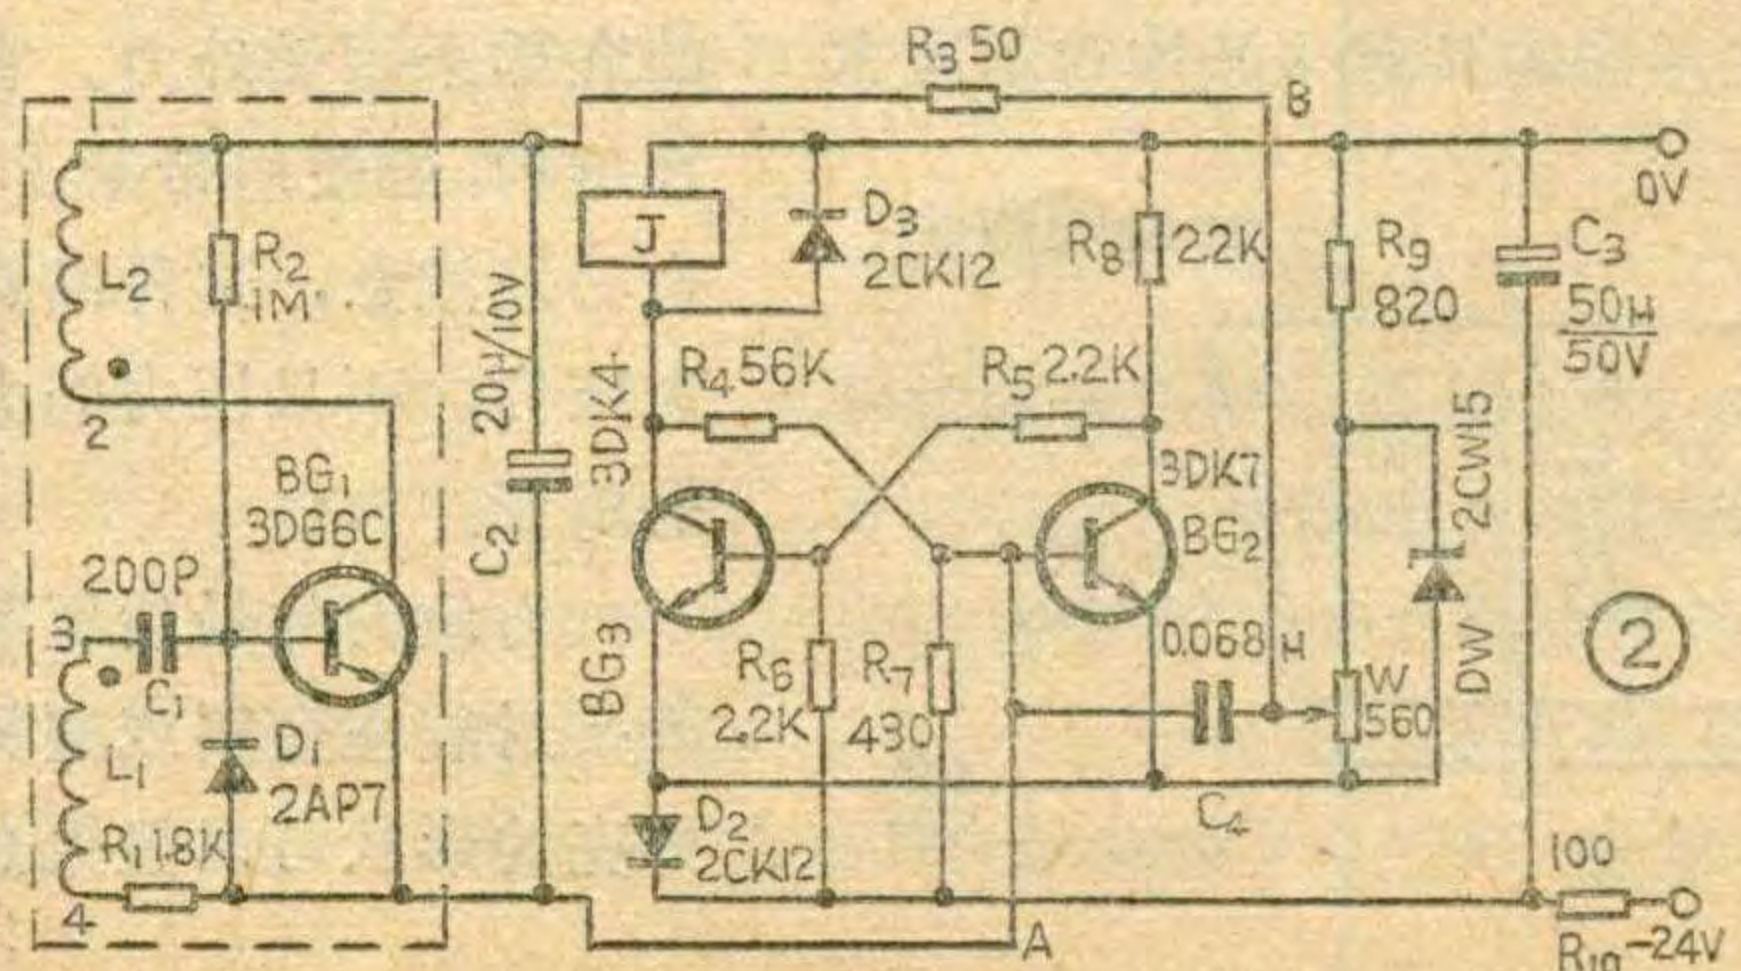 R₃ 50
B
1
0V
J
D₃
2CK12
R₈
22K
R₉
820
C₃
50μ
50V
L₂
R₂
1M
20μ/10V
C₂
3DK4
R₄ 56K
R₅ 2.2K
2CW15
2
BG₁
3DG6C
3DK7
BG₂
200P
3
C₁
BG₃
R₆
2.2K
R₇
430
0.068μ
W
560
DW
②
L₁
D₁
2AP7
R₁ 1.8K
D₂
2CK12
C₄
100
4
A
R₁₀
-24V